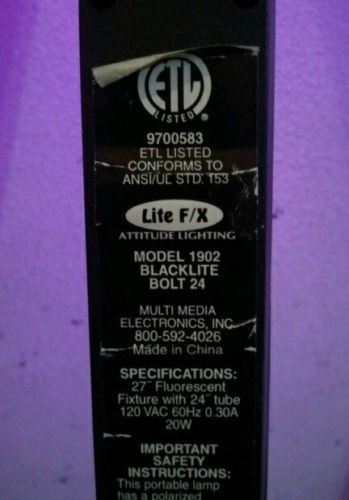 ETL
LISTED
®
9700583
ETL LISTED
CONFORMS TO
ANSI/UL STD. 153
Lite F/X
ATTITUDE LIGHTING
MODEL 1902
BLACKLITE
BOLT 24
MULTI MEDIA
ELECTRONICS, INC.
800-592-4026
Made in China
SPECIFICATIONS:
27" Fluorescent
Fixture with 24" tube
120 VAC 60Hz 0.30A
20W
IMPORTANT
SAFETY
INSTRUCTIONS:
This portable lamp
has a polarized